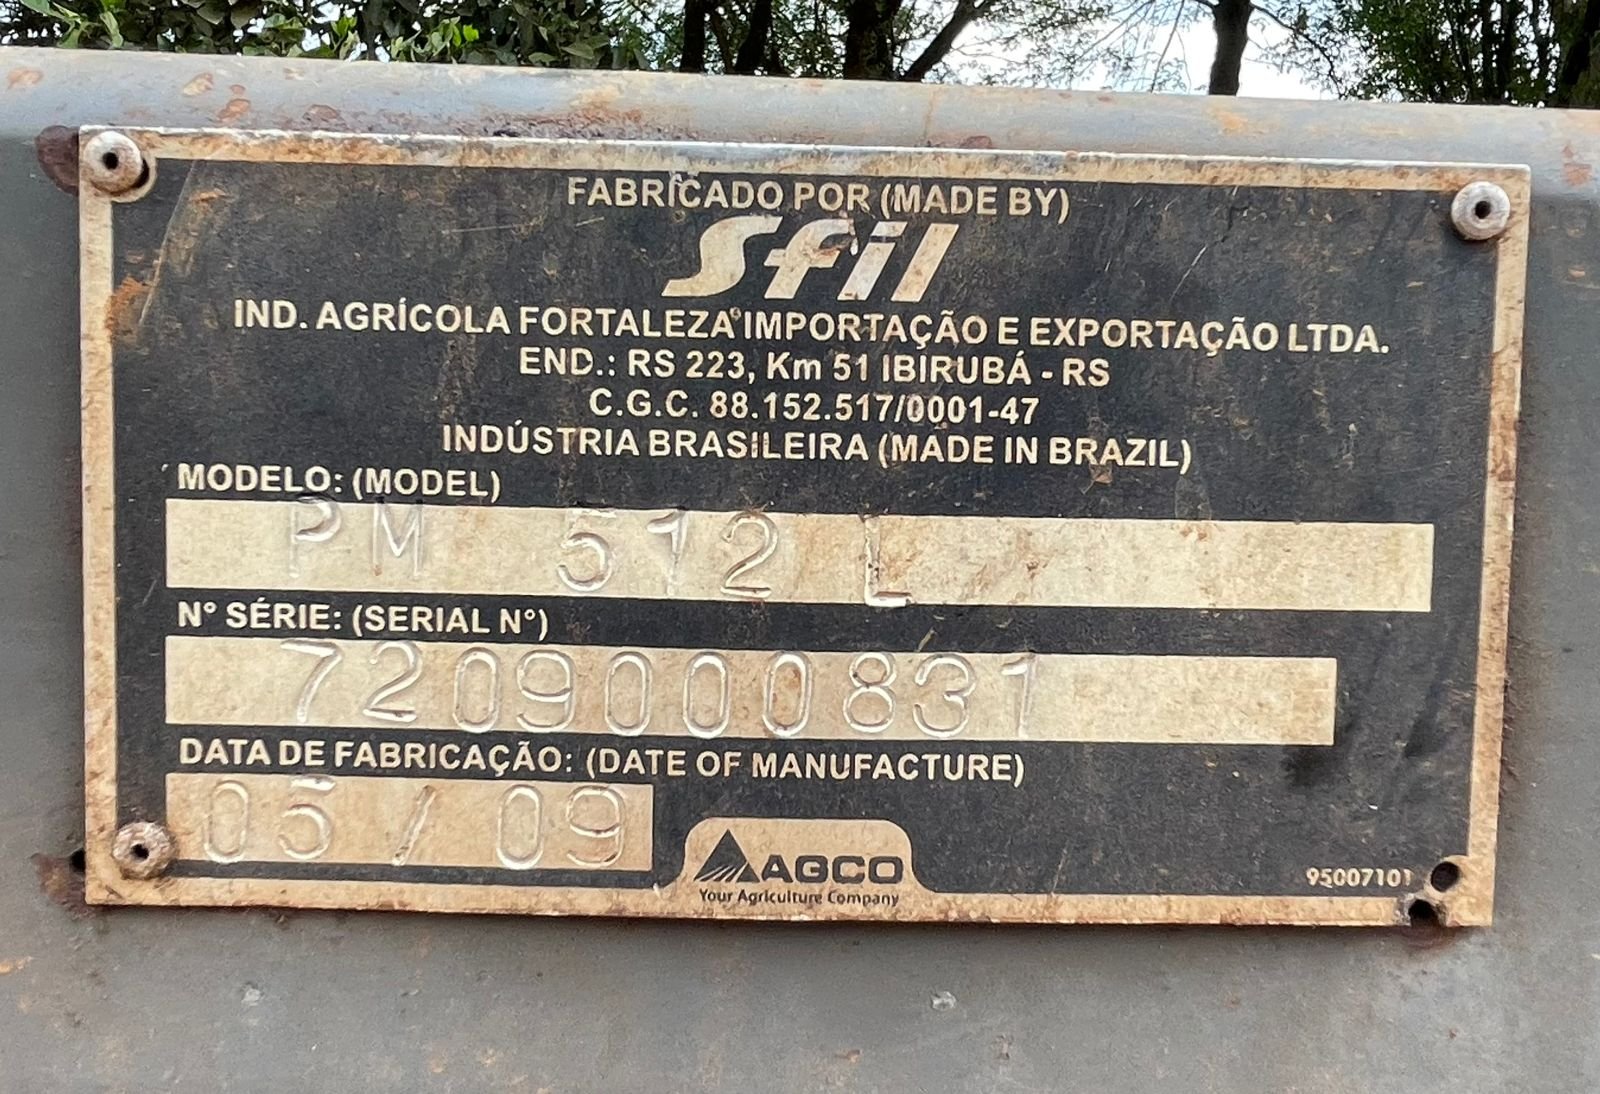 FABRICADO POR (MADE BY)
Sfil
IND. AGRÍCOLA FORTALEZA IMPORTAÇÃO E EXPORTAÇÃO LTDA.
END.: RS 223, Km 51 IBIRUBÁ - RS
C.G.C. 88.152.517/0001-47
INDÚSTRIA BRASILEIRA (MADE IN BRAZIL)
MODELO: (MODEL)
PM 512 L
N° SÉRIE: (SERIAL N°)
7209000831
DATA DE FABRICAÇÃO: (DATE OF MANUFACTURE)
05 / 09
AGCO
Your Agriculture Company
95007101